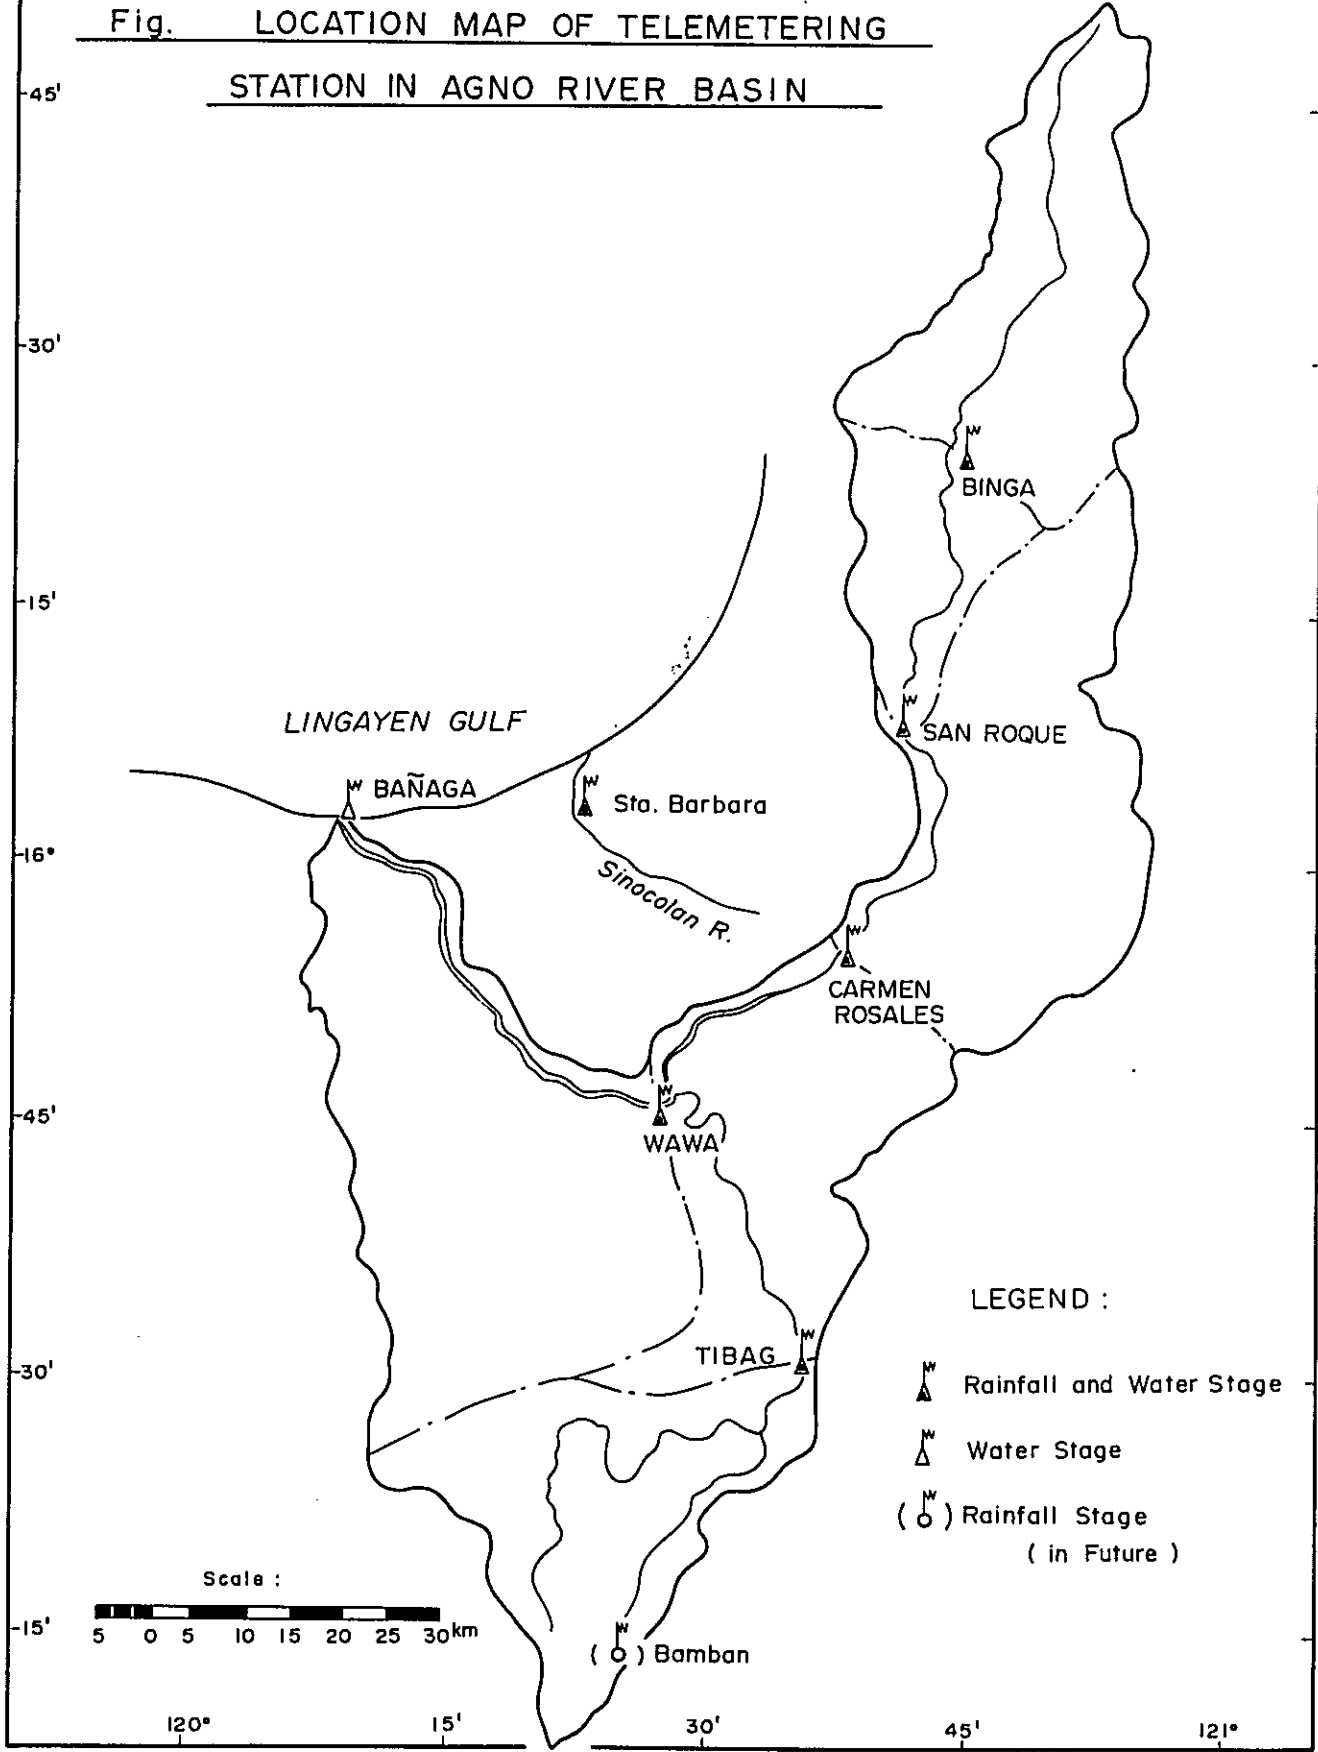 Fig. LOCATION MAP OF TELEMETERING
STATION IN AGNO RIVER BASIN
45'
30'
BINGA
15'
LINGAYEN GULF
SAN ROQUE
BAÑAGA
Sta. Barbara
16°
Sinocolan R.
CARMEN
ROSALES
45'
WAWA
LEGEND :
TIBAG
30'
Rainfall and Water Stage
Water Stage
( ) Rainfall Stage
( in Future )
Scale :
5 0 5 10 15 20 25 30 km
15'
( ) Bamban
120° 15' 30' 45' 121°